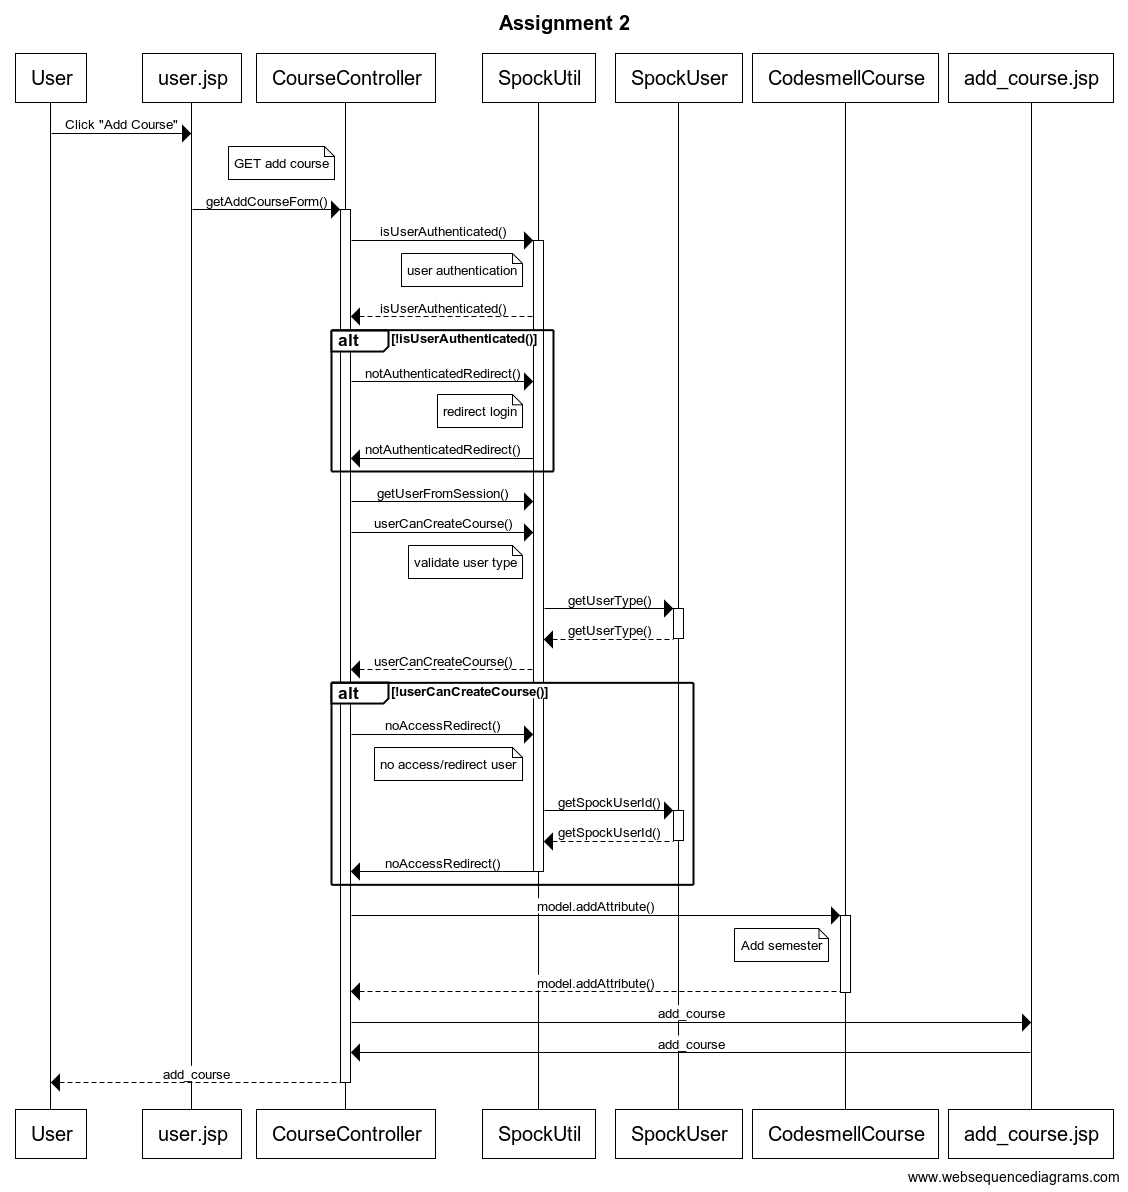 Assignment 2
User
user.jsp
CourseController
SpockUtil
SpockUser
CodesmellCourse
add_course.jsp
Click "Add Course"
GET add course
getAddCourseForm()
isUserAuthenticated()
user authentication
isUserAuthenticated()
alt
[!isUserAuthenticated()]
notAuthenticatedRedirect()
redirect login
notAuthenticatedRedirect()
getUserFromSession()
userCanCreateCourse()
validate user type
getUserType()
getUserType()
userCanCreateCourse()
alt
[!userCanCreateCourse()]
noAccessRedirect()
no access/redirect user
getSpockUserId()
getSpockUserId()
noAccessRedirect()
model.addAttribute()
Add semester
model.addAttribute()
add_course
add_course
add_course
User
user.jsp
CourseController
SpockUtil
SpockUser
CodesmellCourse
add_course.jsp
www.websequencediagrams.com